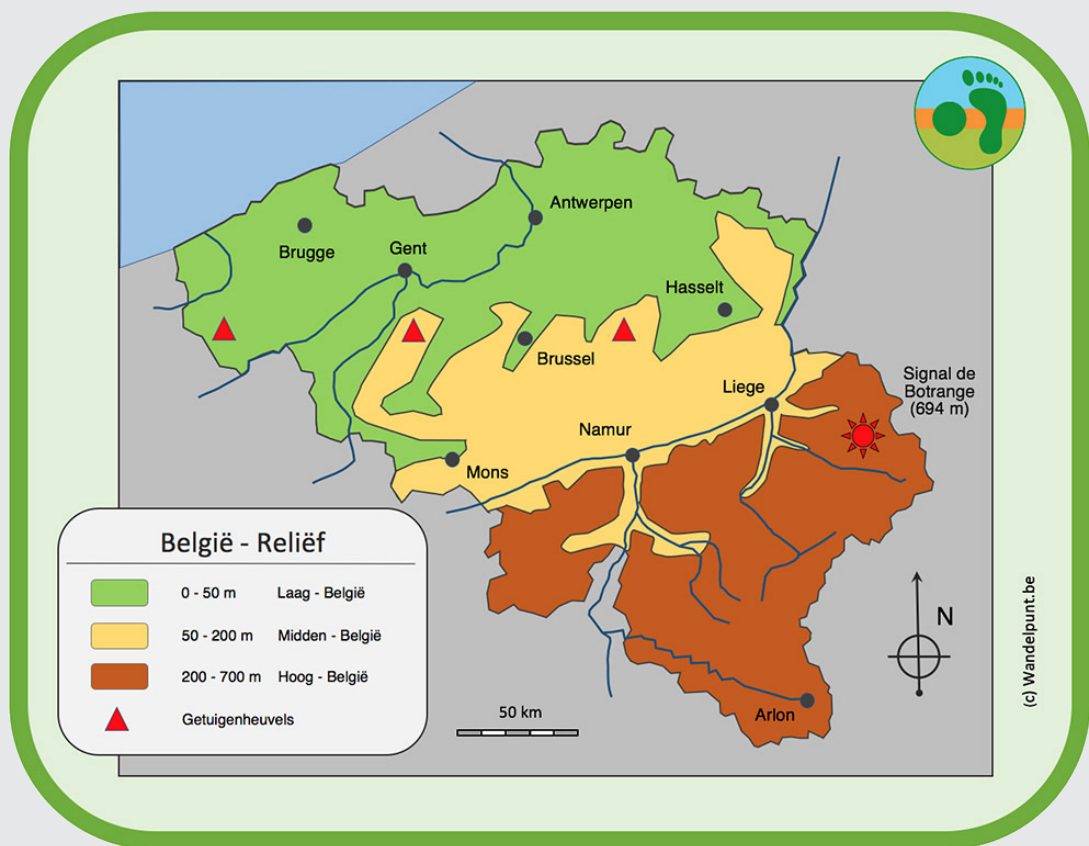 Antwerpen
Brugge
Gent
Hasselt
Brussel
Signal de
Botrange
(694 m)
Liege
Namur
Mons
België - Reliëf
0 - 50 m Laag - België
50 - 200 m Midden - België
200 - 700 m Hoog - België
Getuigenheuvels
50 km
N
Arlon
(c) Wandelpunt.be